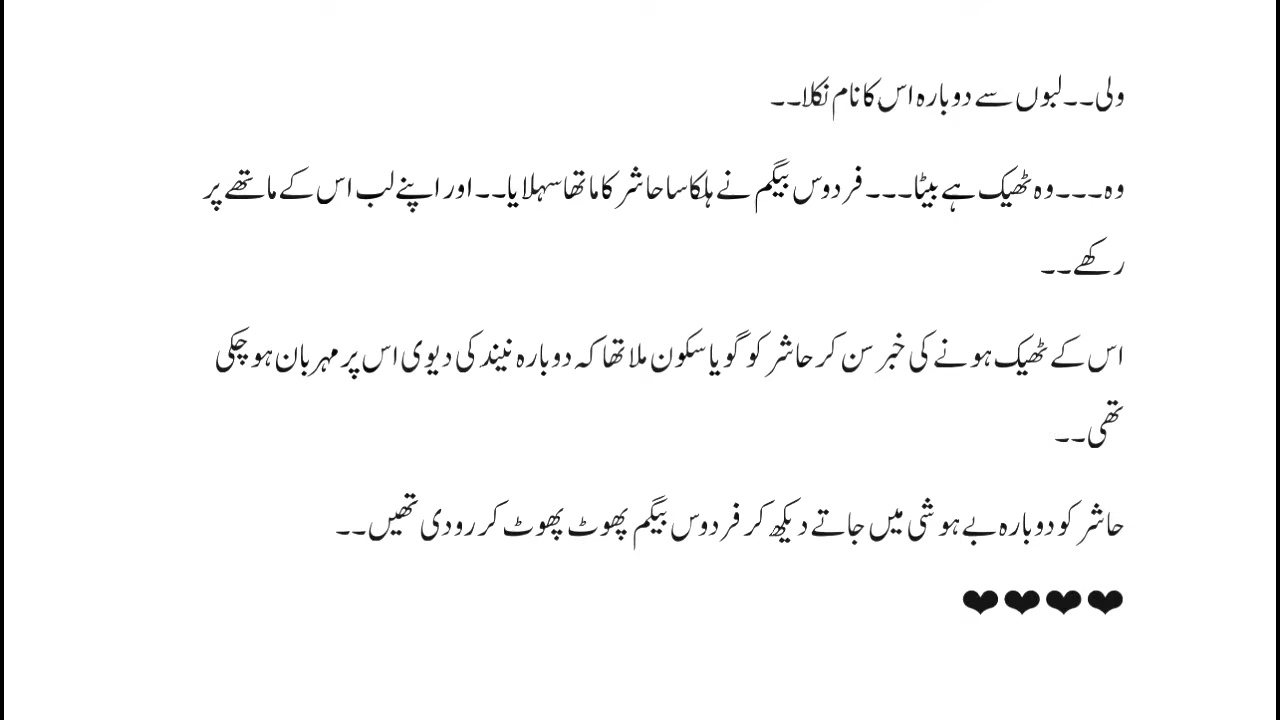 ولی۔۔لبوں سے دوبارہ اس کا نام نکلا۔۔
وہ۔۔۔وہ ٹھیک ہے بیٹا۔۔۔فردوس بیگم نے ہلکا سا حاشر کا ماتھا سہلایا۔۔اور اپنے لب اس کے ماتھے پر
رکھے۔۔
اس کے ٹھیک ہونے کی خبر سن کر حاشر کو گویا سکون ملا تھا کہ دوبارہ نیند کی دیوی اس پر مہربان ہو چکی
تھی۔۔
حاشر کو دوبارہ بے ہوشی میں جاتے دیکھ کر فردوس بیگم پھوٹ پھوٹ کر رو دی تھیں۔۔
❤❤❤❤